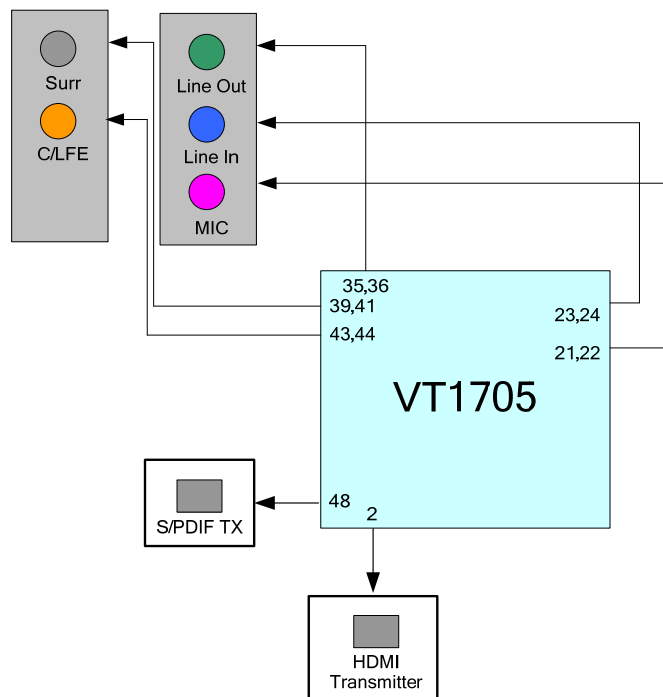 Surr
C/LFE
Line Out
Line In
MIC
35,36
39,41
43,44
23,24
21,22
VT1705
48
2
S/PDIF TX
HDMI
Transmitter